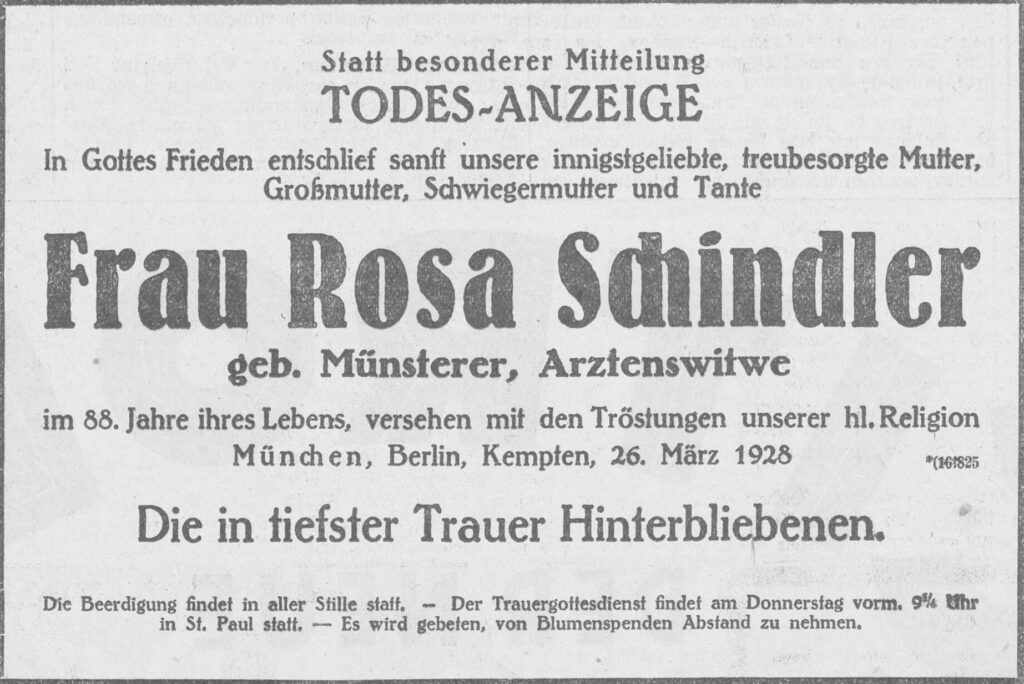 Statt besonderer Mitteilung
TODES-ANZEIGE
In Gottes Frieden entschlief sanft unsere innigstgeliebte, treubesorgte Mutter,
Großmutter, Schwiegermutter und Tante
Frau Rosa Schindler
geb. Münsterer, Arztenswitwe
im 88. Jahre ihres Lebens, versehen mit den Tröstungen unserer hl. Religion
München, Berlin, Kempten, 26. März 1928
Die in tiefster Trauer Hinterbliebenen.
Die Beerdigung findet in aller Stille statt. — Der Trauergottesdienst findet am Donnerstag vorm. Uhr
in St. Paul statt. — Es wird gebeten, von Blumenspenden Abstand zu nehmen.